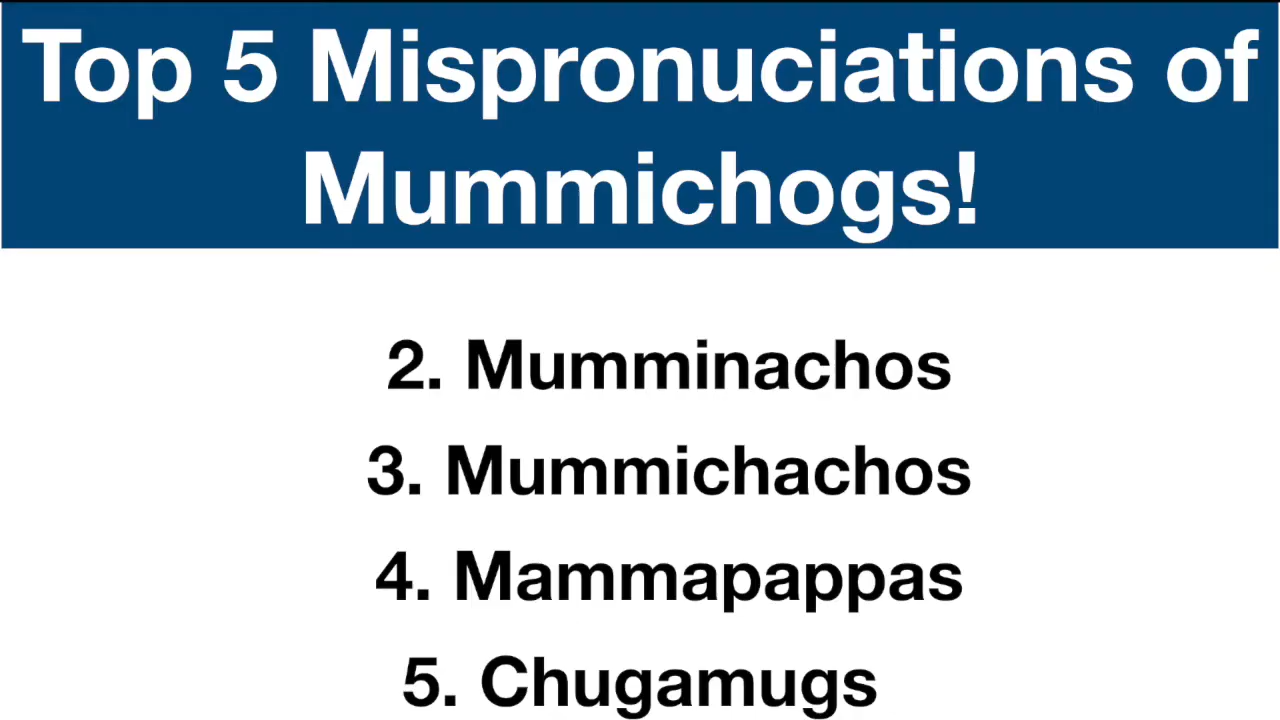 Top 5 Mispronuciations of
Mummichogs!
2. Mumminachos
3. Mummichachos
4. Mammapappas
5. Chugamugs